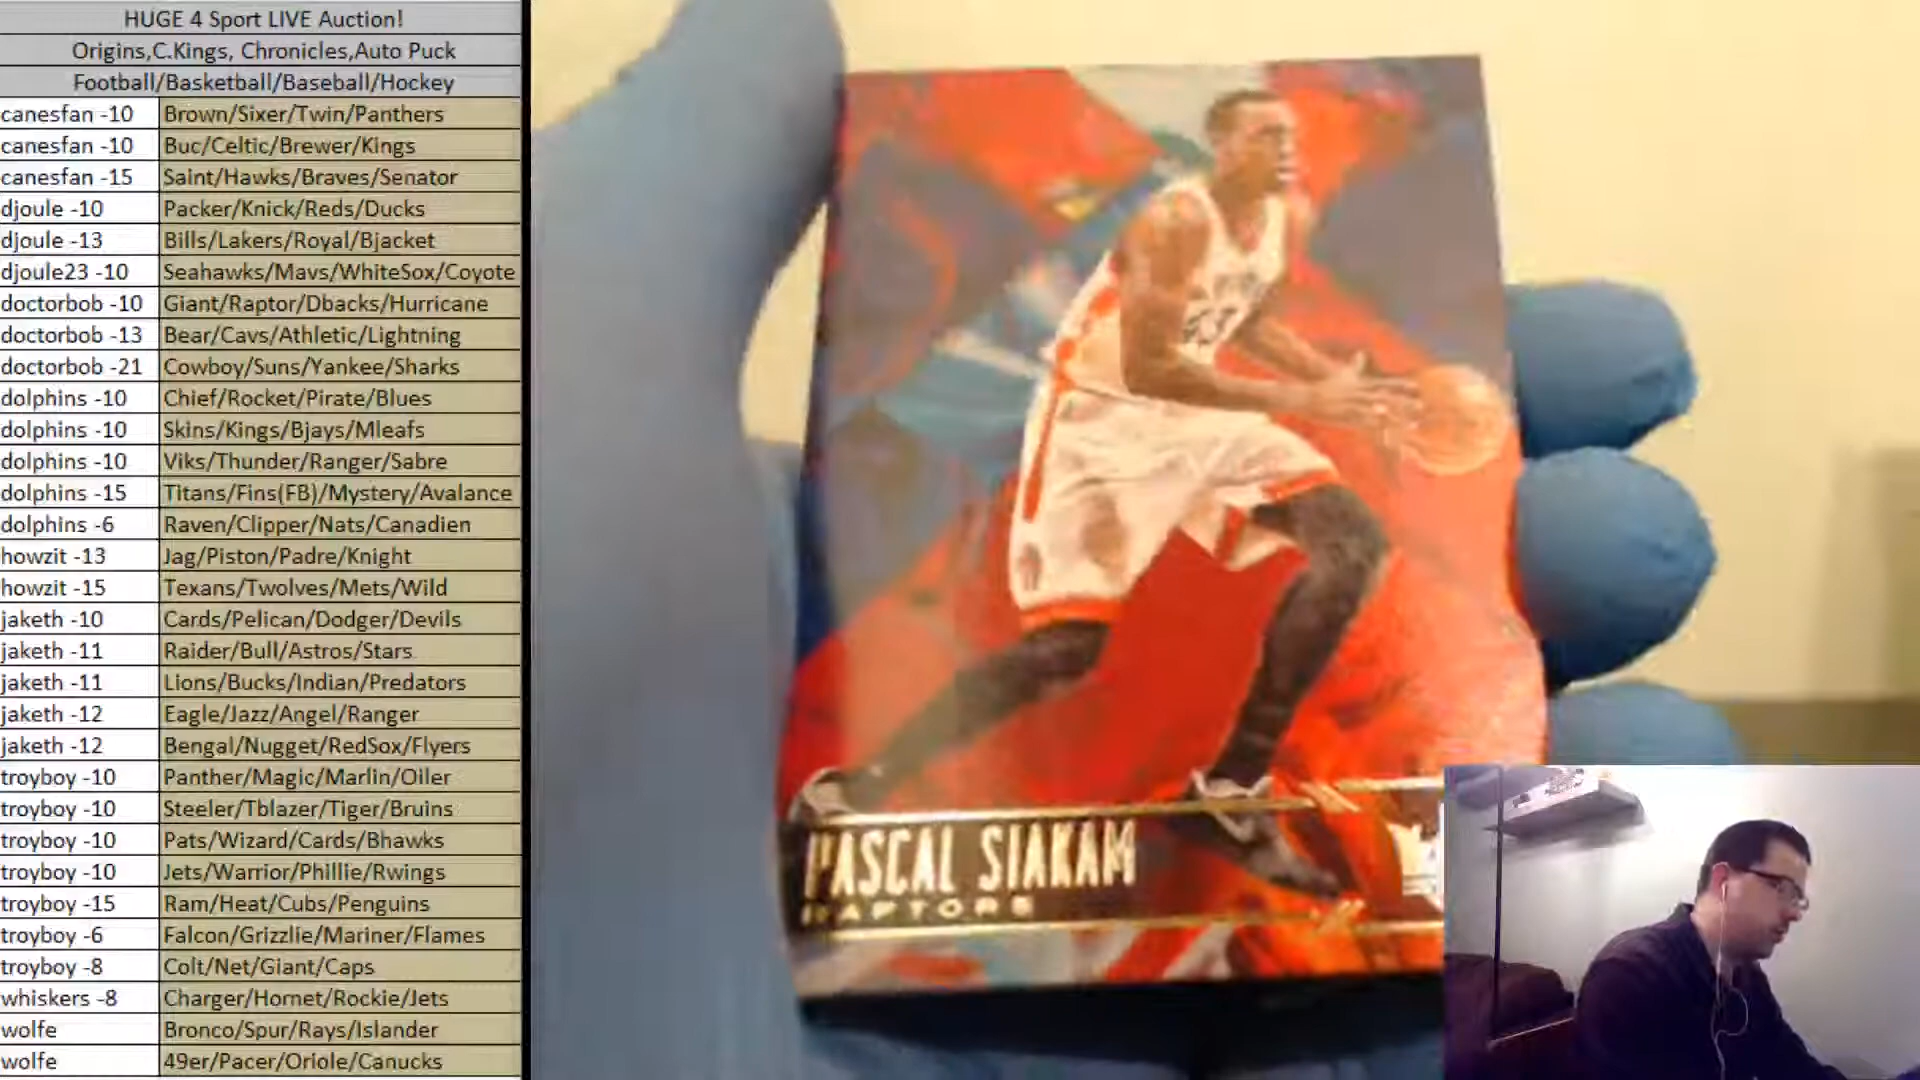 HUGE 4 Sport LIVE Auction!
Origins,C.Kings, Chronicles,Auto Puck
Football/Basketball/Baseball/Hockey
canesfan -10 Brown/Sixer/Twin/Panthers
canesfan -10 Buc/Celtic/Brewer/Kings
canesfan -15 Saint/Hawks/Braves/Senator
djoule -10 Packer/Knick/Reds/Ducks
djoule -13 Bills/Lakers/Royal/Bjacket
djoule23 -10 Seahawks/Mavs/WhiteSox/Coyote
doctorbob -10 Giant/Raptor/Dbacks/Hurricane
doctorbob -13 Bear/Cavs/Athletic/Lightning
doctorbob -21 Cowboy/Suns/Yankee/Sharks
dolphins -10 Chief/Rocket/Pirate/Blues
dolphins -10 Skins/Kings/Bjays/Mleafs
dolphins -10 Viks/Thunder/Ranger/Sabre
dolphins -15 Titans/Fins(FB)/Mystery/Avalance
dolphins -6 Raven/Clipper/Nats/Canadien
howzit -13 Jag/Piston/Padre/Knight
howzit -15 Texans/Twolves/Mets/Wild
jaketh -10 Cards/Pelican/Dodger/Devils
jaketh -11 Raider/Bull/Astros/Stars
jaketh -11 Lions/Bucks/Indian/Predators
jaketh -12 Eagle/Jazz/Angel/Ranger
jaketh -12 Bengal/Nugget/RedSox/Flyers
troyboy -10 Panther/Magic/Marlin/Oiler
troyboy -10 Steeler/Tblazer/Tiger/Bruins
troyboy -10 Pats/Wizard/Cards/Bhawks
troyboy -10 Jets/Warrior/Phillie/Rwings
troyboy -15 Ram/Heat/Cubs/Penguins
troyboy -6 Falcon/Grizzlie/Mariner/Flames
troyboy -8 Colt/Net/Giant/Caps
whiskers -8 Charger/Hornet/Rockie/Jets
wolfe Bronco/Spur/Rays/Islander
wolfe 49er/Pacer/Oriole/Canucks
PASCAL SIAKAM
RAPTORS